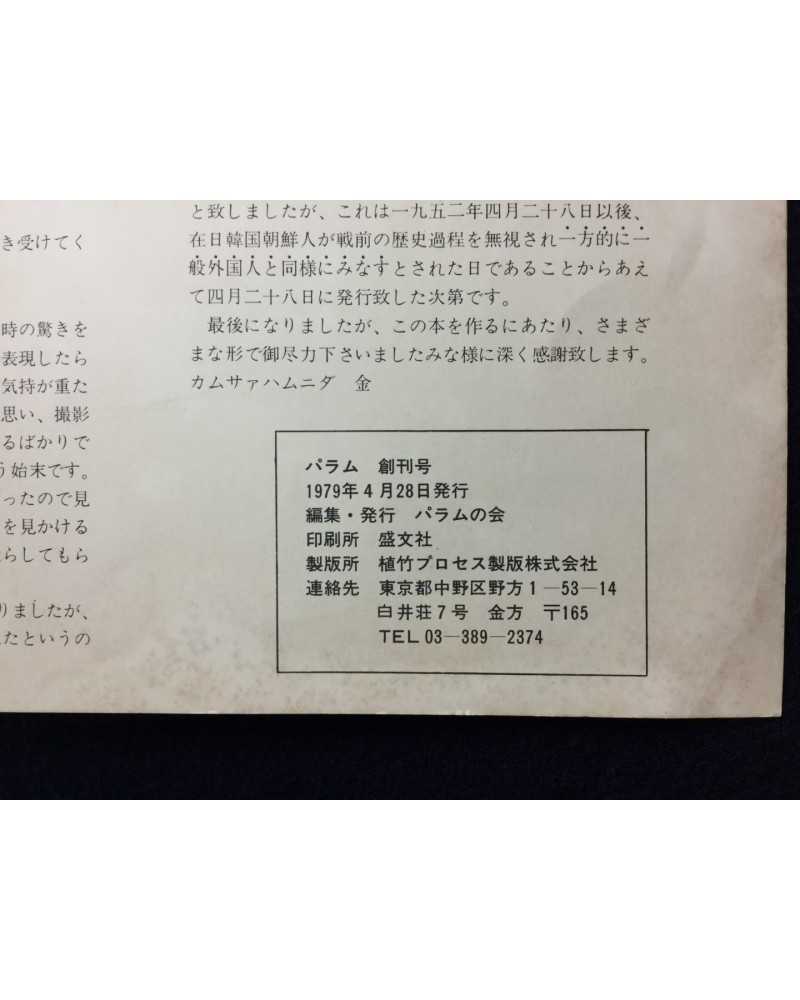 き受けてく
時の驚きを
表現したら
気持が重た
思い、撮影
るばかりで
う始末です。
ったので見
を見かける
らしてもら
りましたが、
たというの
と致しましたが、これは一九五二年四月二十八日以後、
在日韓国朝鮮人が戦前の歴史過程を無視され一方的に一
般外国人と同様にみなすとされた日であることからあえ
て四月二十八日に発行致した次第です。
最後になりましたが、この本を作るにあたり、さまざ
まな形で御尽力下さいましたみな様に深く感謝致します。
カムサァハムニダ 金
パラム 創刊号
1979年4月28日発行
編集・発行 パラムの会
印刷所 盛文社
製版所 植竹プロセス製版株式会社
連絡先 東京都中野区野方1—53—14
白井荘7号 金方 〒165
TEL 03—389—2374